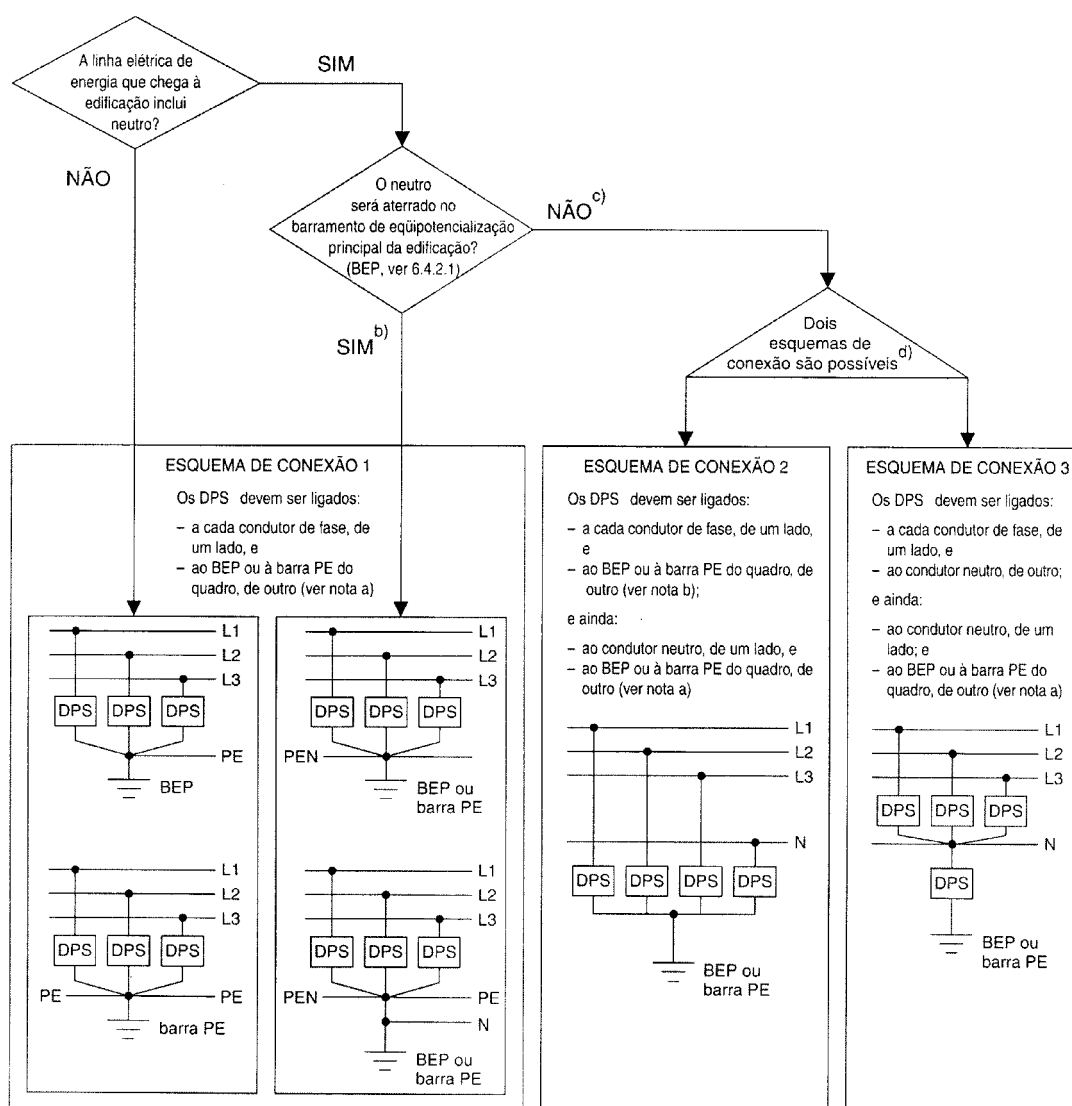 A linha elétrica de
energia que chega à
edificação inclui
neutro?
SIM
NÃO
O neutro
será aterrado no
barramento de eqüipotencialização
principal da edificação?
(BEP, ver 6.4.2.1)
NÃO c)
SIM b)
Dois
esquemas de
conexão são possíveis d)
ESQUEMA DE CONEXÃO 1
Os DPS devem ser ligados:
– a cada condutor de fase, de
um lado, e
– ao BEP ou à barra PE do
quadro, de outro (ver nota a)
L1
L2
L3
DPS DPS DPS
PE
BEP
L1
L2
L3
DPS DPS DPS
PE PE
barra PE
L1
L2
L3
DPS DPS DPS
PEN
BEP ou
barra PE
L1
L2
L3
DPS DPS DPS
PEN PE
N
BEP ou
barra PE
ESQUEMA DE CONEXÃO 2
Os DPS devem ser ligados:
– a cada condutor de fase, de um lado,
e
– ao BEP ou à barra PE do quadro, de
outro (ver nota b);
e ainda:
– ao condutor neutro, de um lado, e
– ao BEP ou à barra PE do quadro, de
outro (ver nota a)
L1
L2
L3
N
DPS DPS DPS DPS
BEP ou
barra PE
ESQUEMA DE CONEXÃO 3
Os DPS devem ser ligados:
– a cada condutor de fase, de
um lado, e
– ao condutor neutro, de outro;
e ainda:
– ao condutor neutro, de um
lado; e
– ao BEP ou à barra PE do
quadro, de outro (ver nota a)
L1
L2
L3
DPS DPS DPS
N
DPS
BEP ou
barra PE